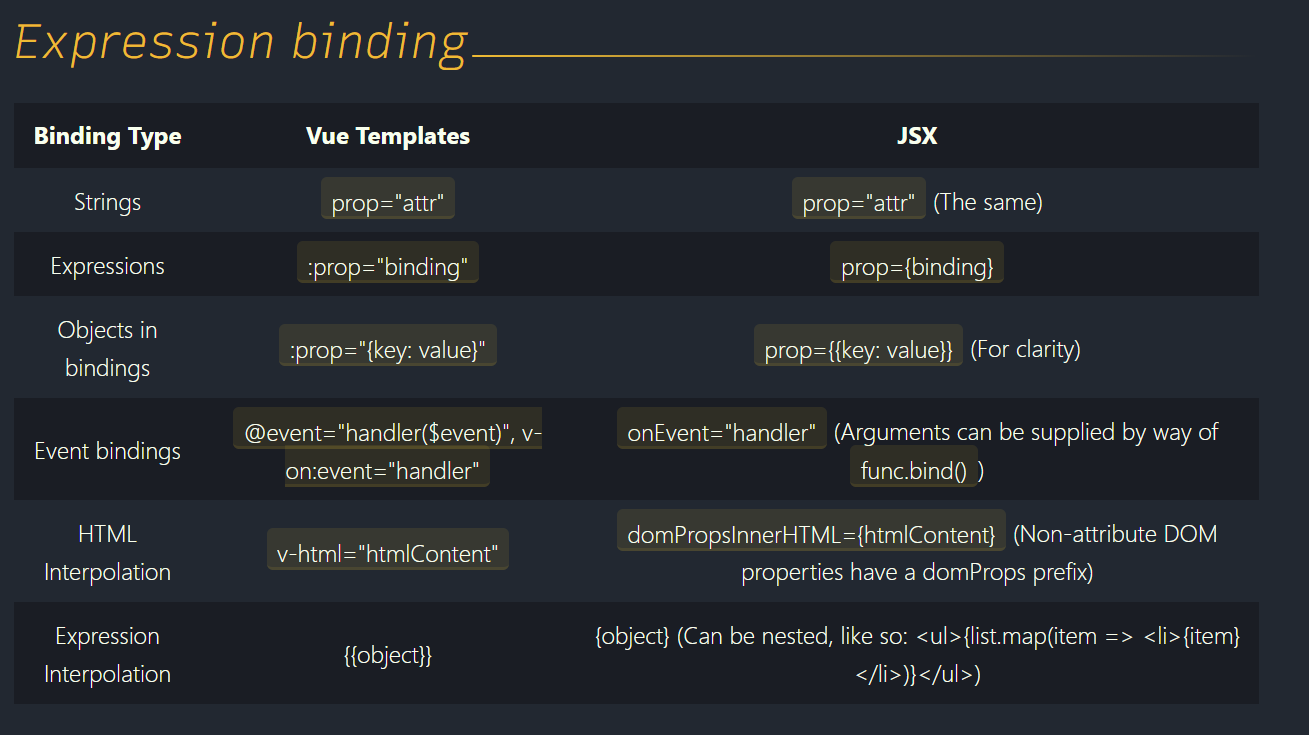 Expression binding
Binding Type Vue Templates JSX
Strings prop="attr" prop="attr" (The same)
Expressions :prop="binding" prop={binding}
Objects in
bindings
:prop="{key: value}" prop={{key: value}} (For clarity)
Event bindings
@event="handler($event)", v-
on:event="handler"
onEvent="handler" (Arguments can be supplied by way of
func.bind() )
HTML
Interpolation
v-html="htmlContent"
domPropsInnerHTML={htmlContent} (Non-attribute DOM
properties have a domProps prefix)
Expression
Interpolation
{{object}}
{object} (Can be nested, like so: <ul>{list.map(item => <li>{item}
</li>)}</ul>)